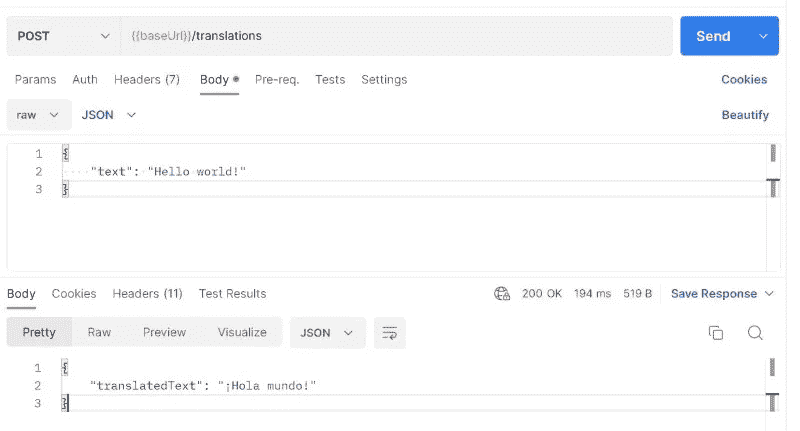 POST {{baseUrl}}/translations Send
Params Auth Headers (7) Body Pre-req. Tests Settings Cookies
raw JSON Beautify
1 {
2 "text": "Hello world!"
3 }
Body Cookies Headers (11) Test Results 200 OK 194 ms 519 B Save Response
Pretty Raw Preview Visualize JSON
1 {
2 "translatedText": "¡Hola mundo!"
3 }